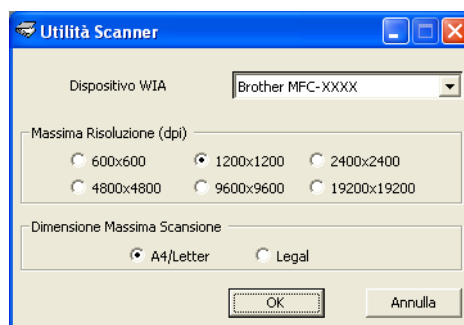 Utilità Scanner
Dispositivo WIA Brother MFC-XXXX
Massima Risoluzione (dpi)
600x600 1200x1200 2400x2400
4800x4800 9600x9600 19200x19200
Dimensione Massima Scansione
A4/Letter Legal
OK Annulla